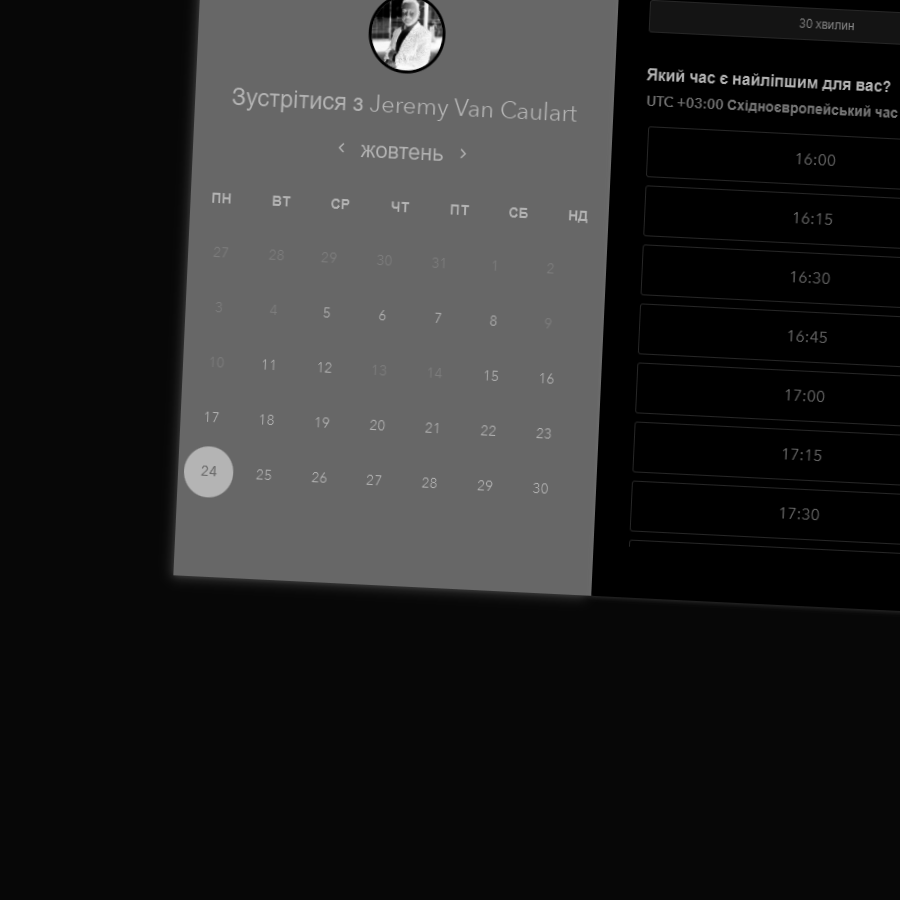 Зустрітися з Jeremy Van Caulart
‹ жовтень ›
ПН ВТ СР ЧТ ПТ СБ НД
27 28 29 30 31 1 2
3 4 5 6 7 8 9
10 11 12 13 14 15 16
17 18 19 20 21 22 23
24 25 26 27 28 29 30
30 хвилин
Який час є найліпшим для вас?
UTC +03:00 Східноєвропейський час
16:00
16:15
16:30
16:45
17:00
17:15
17:30